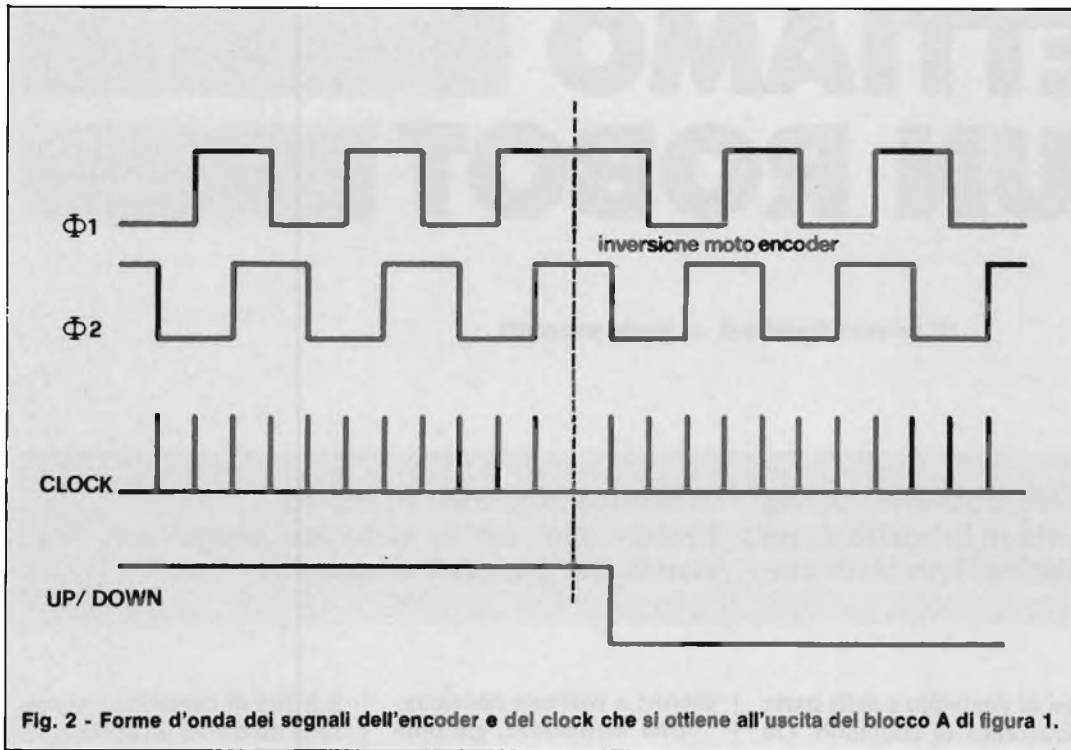 Φ1
inversione moto encoder
Φ2
CLOCK
UP/ DOWN
Fig. 2 - Forme d'onda dei segnali dell'encoder e del clock che si ottiene all'uscita del blocco A di figura 1.